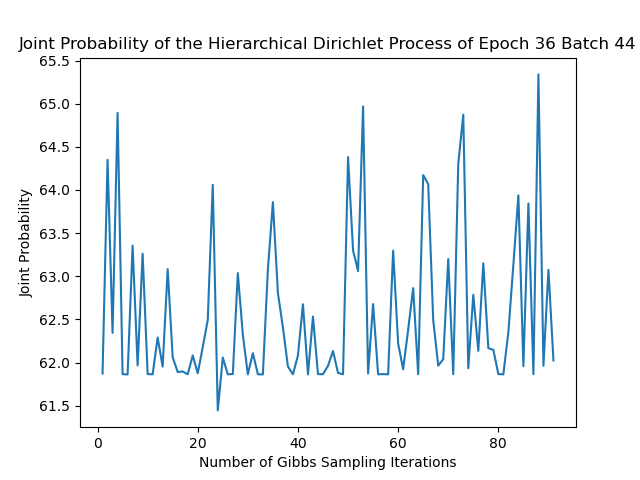 Joint Probability of the Hierarchical Dirichlet Process of Epoch 36 Batch 44
65.5
65.0
64.5
64.0
63.5
63.0
62.5
62.0
61.5
Joint Probability
0 20 40 60 80
Number of Gibbs Sampling Iterations